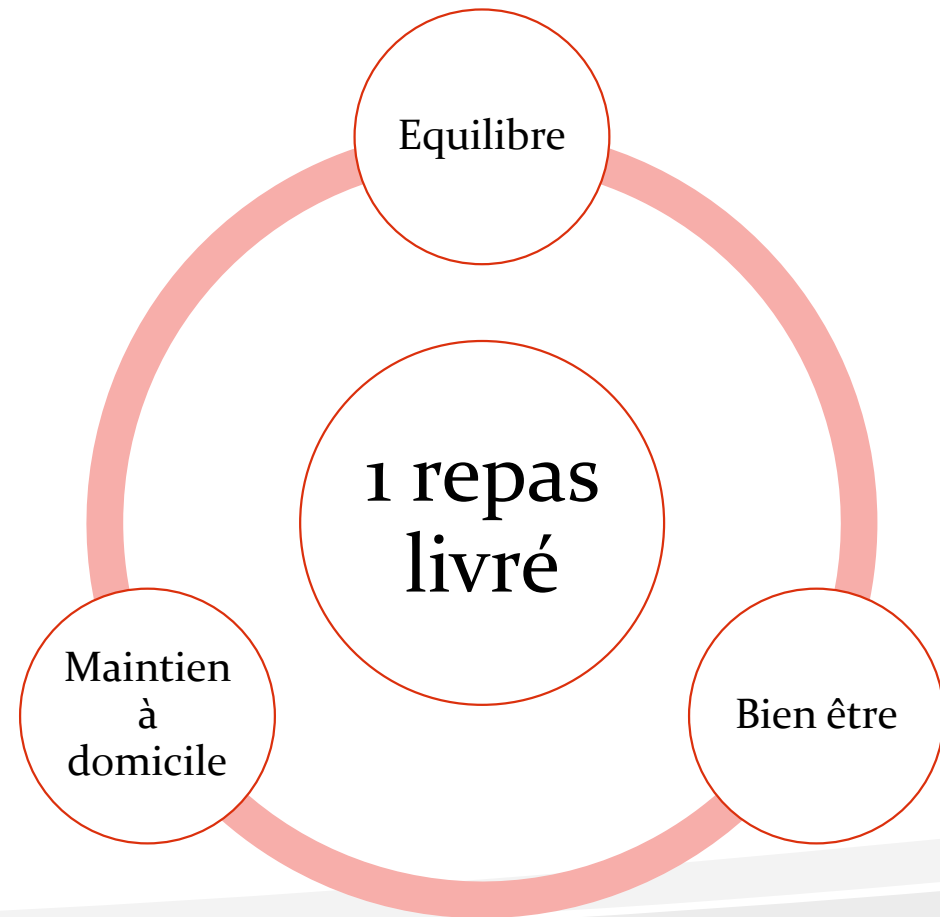 Equilibre
1 repas
livré
Maintien
à
domicile
Bien être